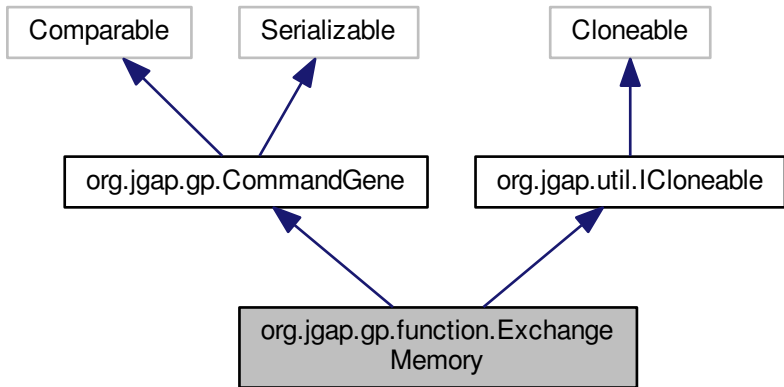 Comparable
Serializable
Cloneable
org.jgap.gp.CommandGene
org.jgap.util.ICloneable
org.jgap.gp.function.Exchange
Memory